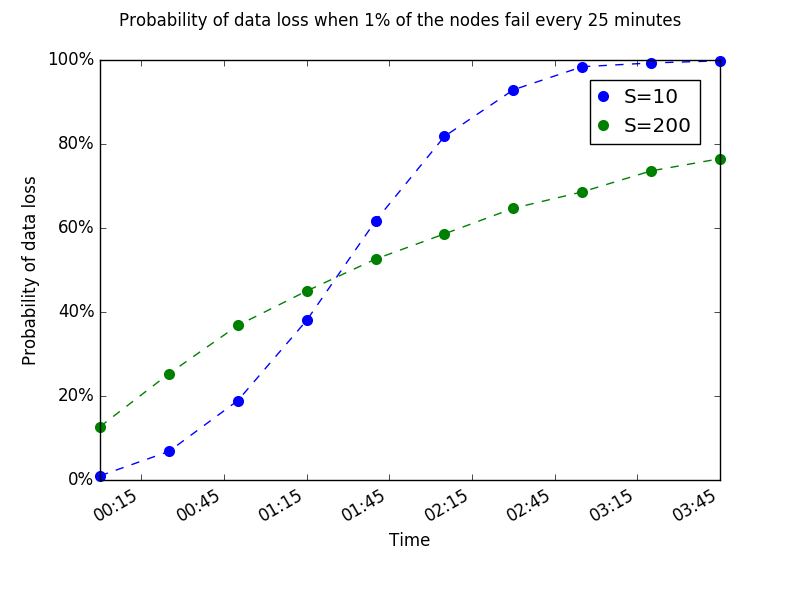 Probability of data loss when 1% of the nodes fail every 25 minutes
100%
80%
60%
40%
20%
0%
Probability of data loss
S=10
S=200
00:15
00:45
01:15
01:45
02:15
02:45
03:15
03:45
Time